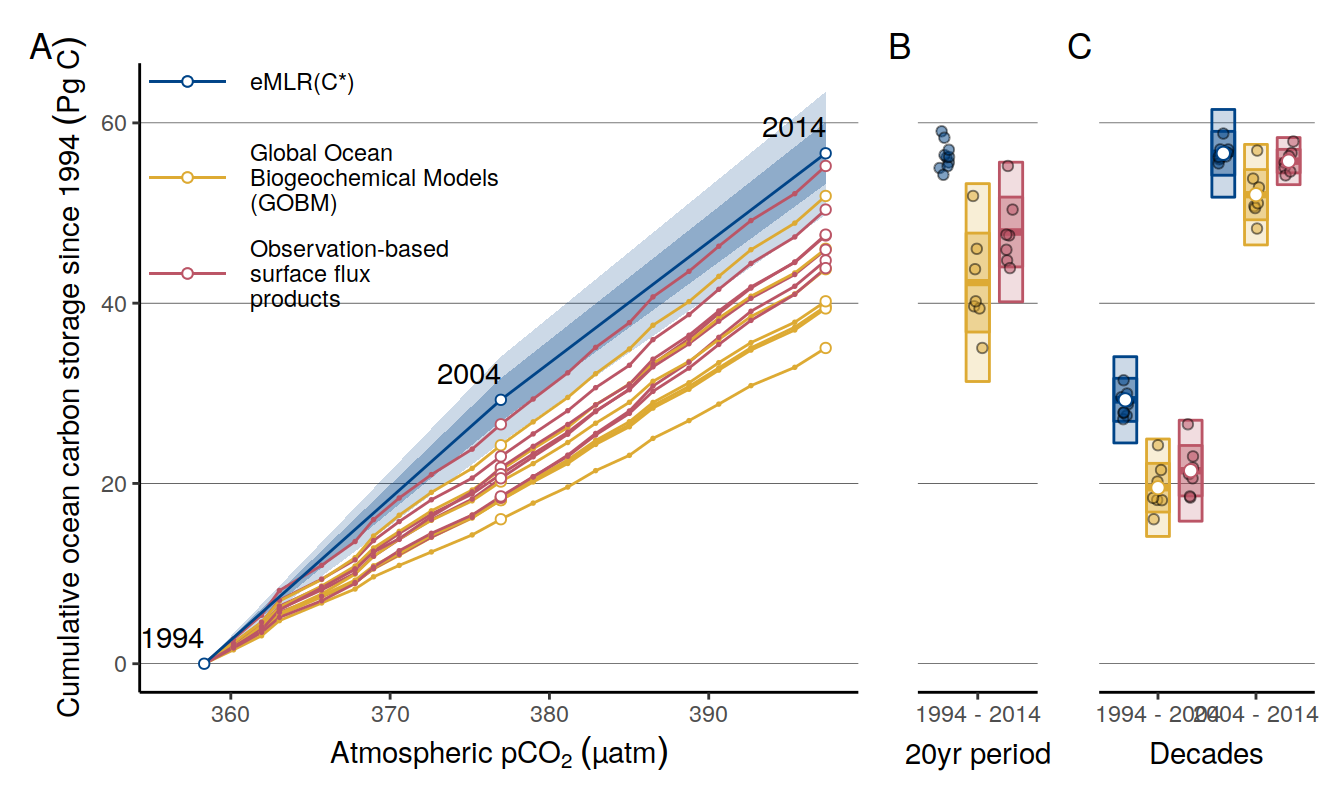 A
B
C
Cumulative ocean carbon storage since 1994 (Pg C)
60
40
20
0
eMLR(C*)
Global Ocean
Biogeochemical Models
(GOBM)
Observation-based
surface flux
products
1994
2004
2014
360
370
380
390
Atmospheric pCO₂ (µatm)
1994 - 2014
20yr period
1994 - 2004
2004 - 2014
Decades